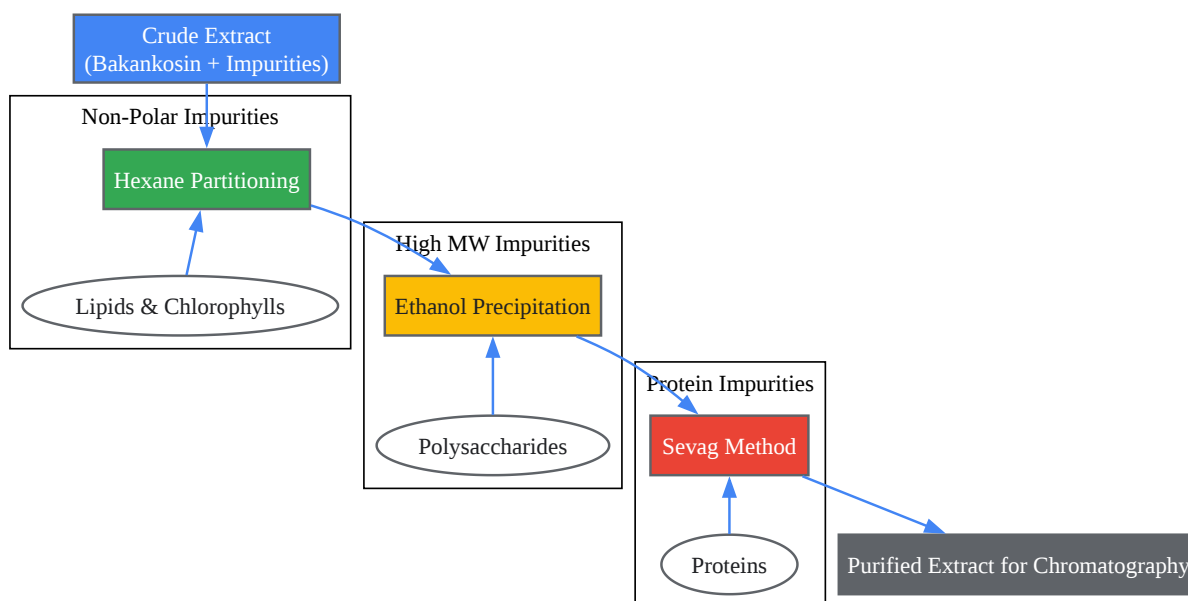 Crude Extract
(Bakankosin + Impurities)
Non-Polar Impurities
Hexane Partitioning
Lipids & Chlorophylls
High MW Impurities
Ethanol Precipitation
Polysaccharides
Protein Impurities
Sevag Method
Proteins
Purified Extract for Chromatography